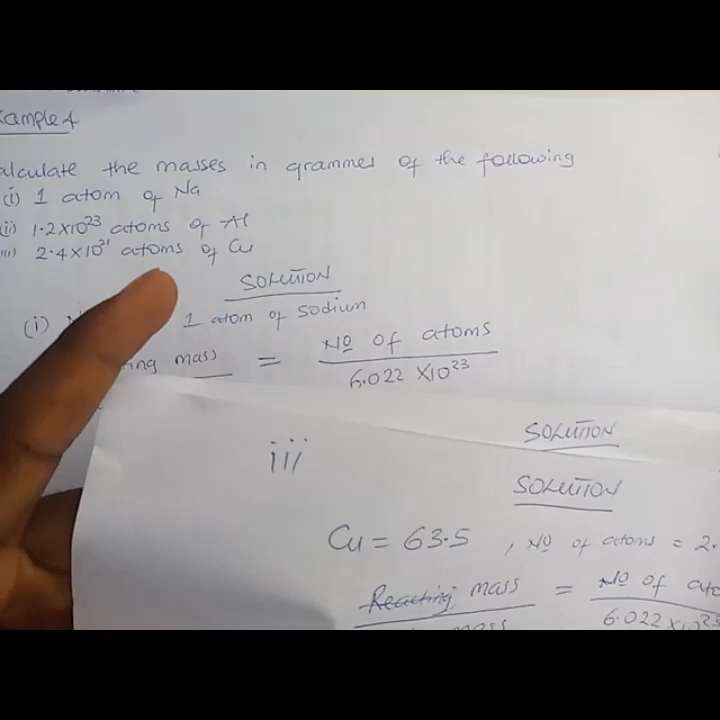 xample 4
alculate the masses in grammes of the following
(i) 1 atom of Na
(ii) 1.2×10²³ atoms of Al
iii) 2.4×10²¹ atoms of Cu
SOLUTION
(i) 1 atom of sodium
ing mass = No of atoms
6.022 ×10²³
SOLUTION
iii
SOLUTION
Cu = 63.5 , No of atoms = 2.
Reacting mass = No of ato
6.022 ×10²³
mass